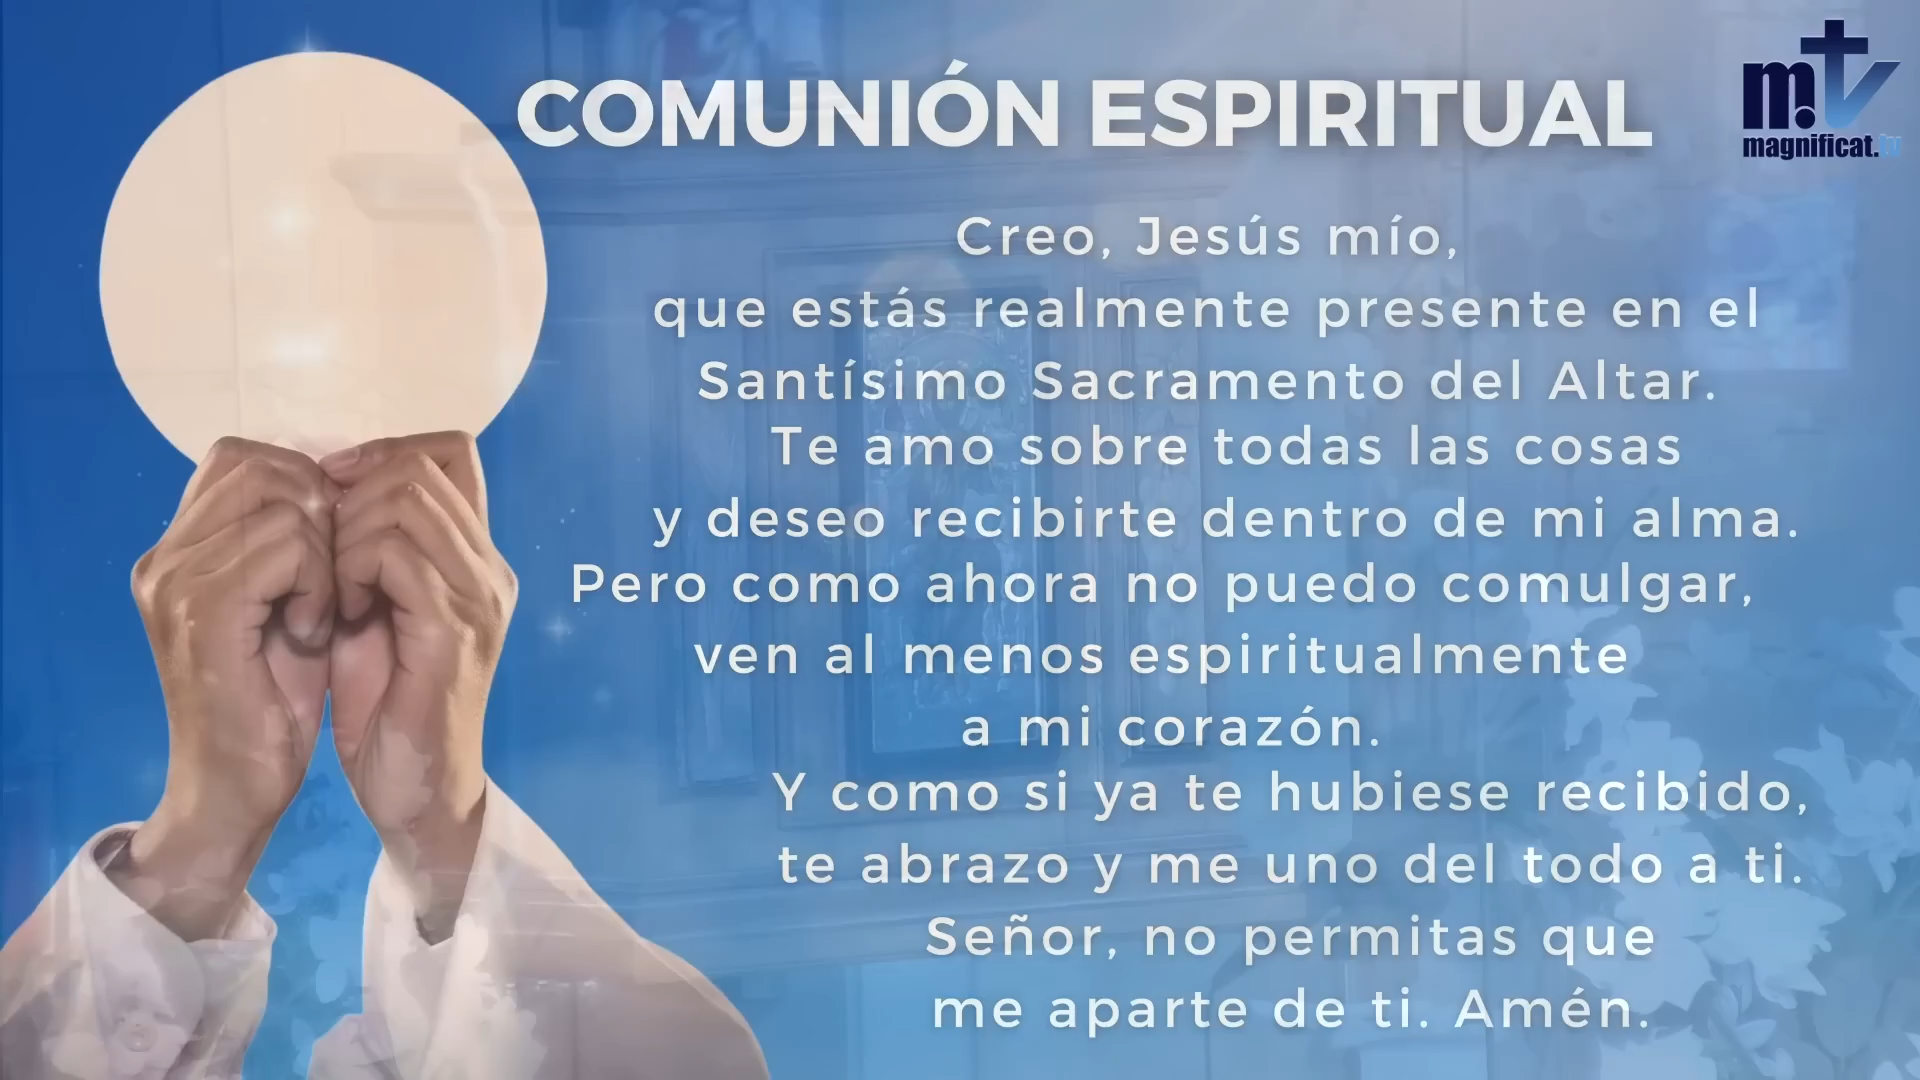 COMUNIÓN ESPIRITUAL
mtv
magnificat.tv
Creo, Jesús mío,
que estás realmente presente en el
Santísimo Sacramento del Altar.
Te amo sobre todas las cosas
y deseo recibirte dentro de mi alma.
Pero como ahora no puedo comulgar,
ven al menos espiritualmente
a mi corazón.
Y como si ya te hubiese recibido,
te abrazo y me uno del todo a ti.
Señor, no permitas que
me aparte de ti. Amén.